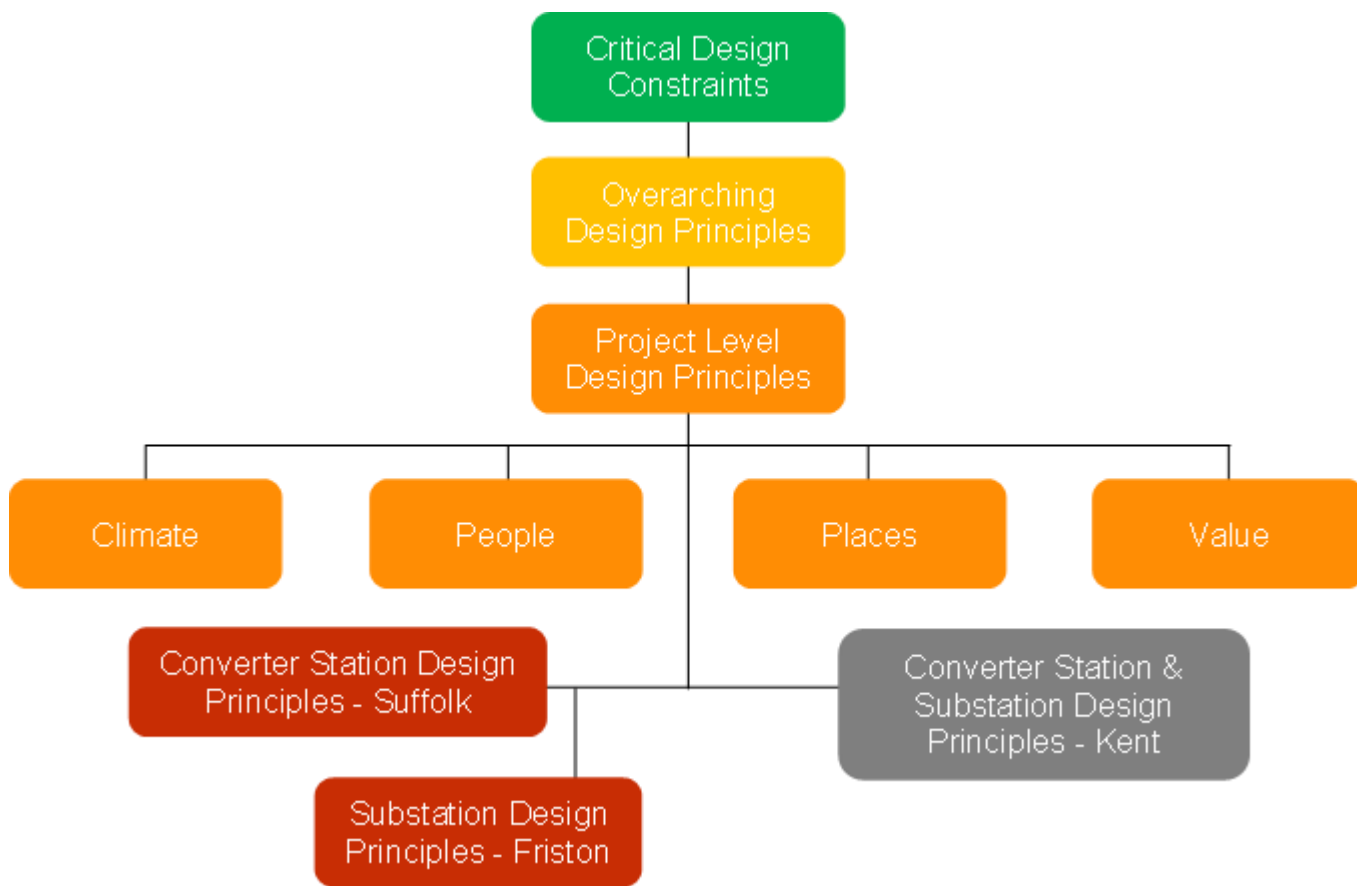 Critical Design
Constraints
Overarching
Design Principles
Project Level
Design Principles
Climate
People
Places
Value
Converter Station Design
Principles - Suffolk
Converter Station &
Substation Design
Principles - Kent
Substation Design
Principles - Friston